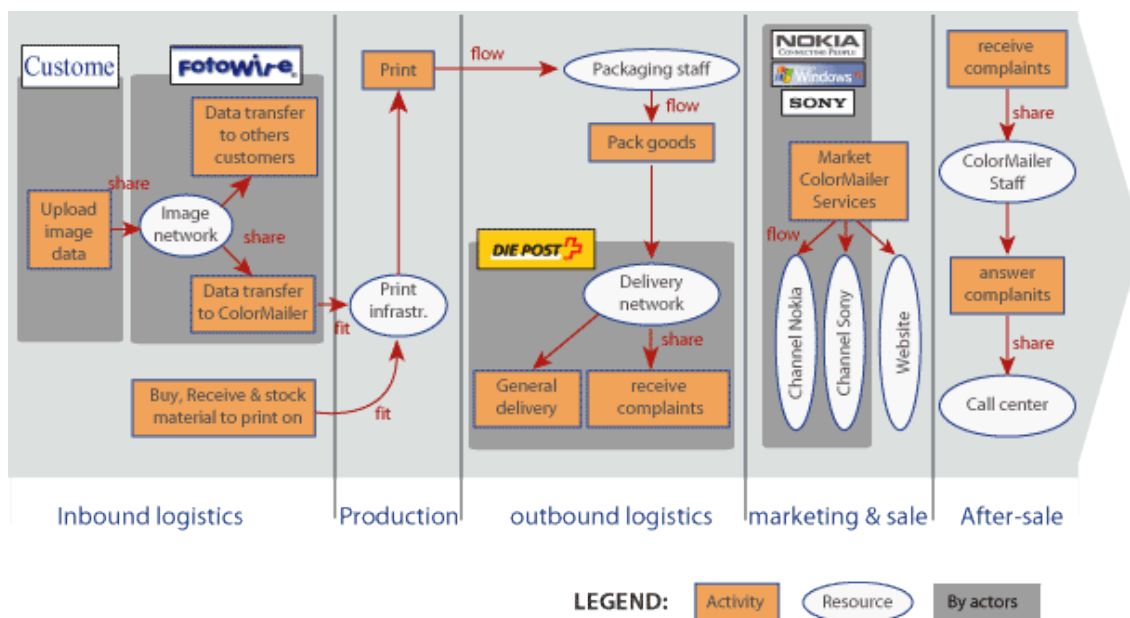 Custome
FOTOWIRE
Data transfer
to others
customers
share
Upload
image
data
Image
network
share
Data transfer
to ColorMailer
fit
Buy, Receive & stock
material to print on
fit
Print
flow
Print
infrastr.
Packaging staff
flow
Pack goods
DIE POST
Delivery
network
share
General
delivery
receive
complaints
NOKIA
CONNECTING PEOPLE
Windows
SONY
Market
ColorMailer
Services
flow
Channel Nokia
Channel Sony
Website
receive
complaints
share
ColorMailer
Staff
answer
complanits
share
Call center
Inbound logistics
Production
outbound logistics
marketing & sale
After-sale
LEGEND:
Activity
Resource
By actors